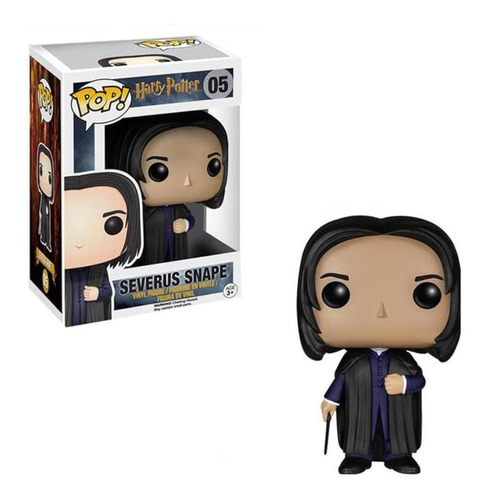 POP!
Harry Potter
05
SEVERUS SNAPE
VINYL FIGURE / FIGURINE EN VINYLE /
FIGURA DE VINIL
AGE
3+